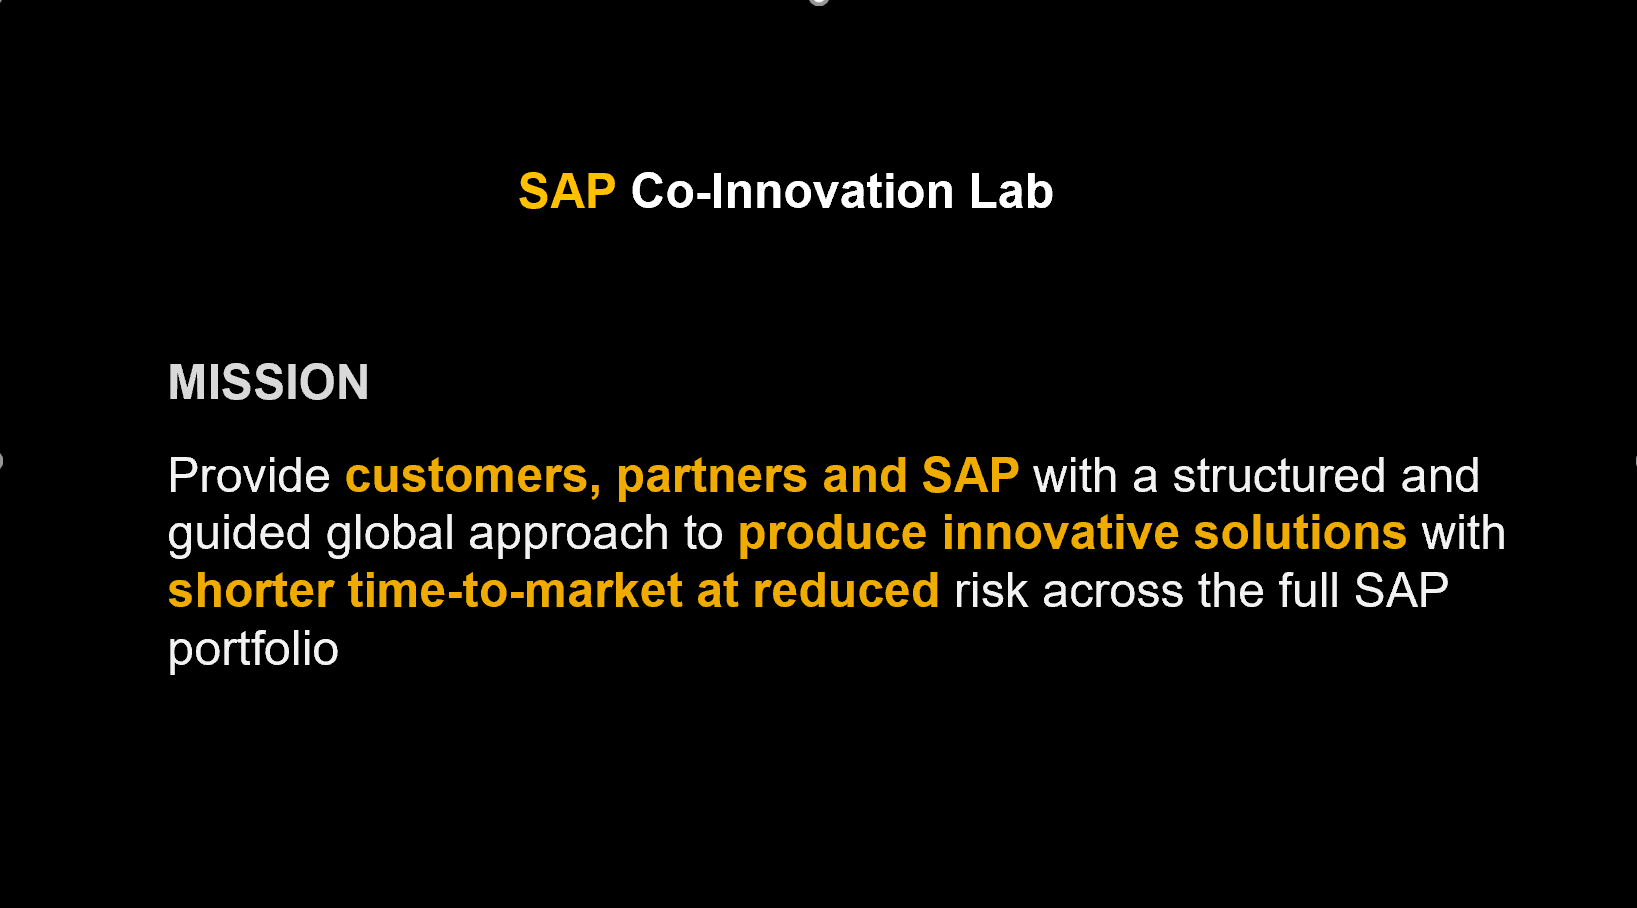 SAP Co-Innovation Lab
MISSION
Provide customers, partners and SAP with a structured and
guided global approach to produce innovative solutions with
shorter time-to-market at reduced risk across the full SAP
portfolio